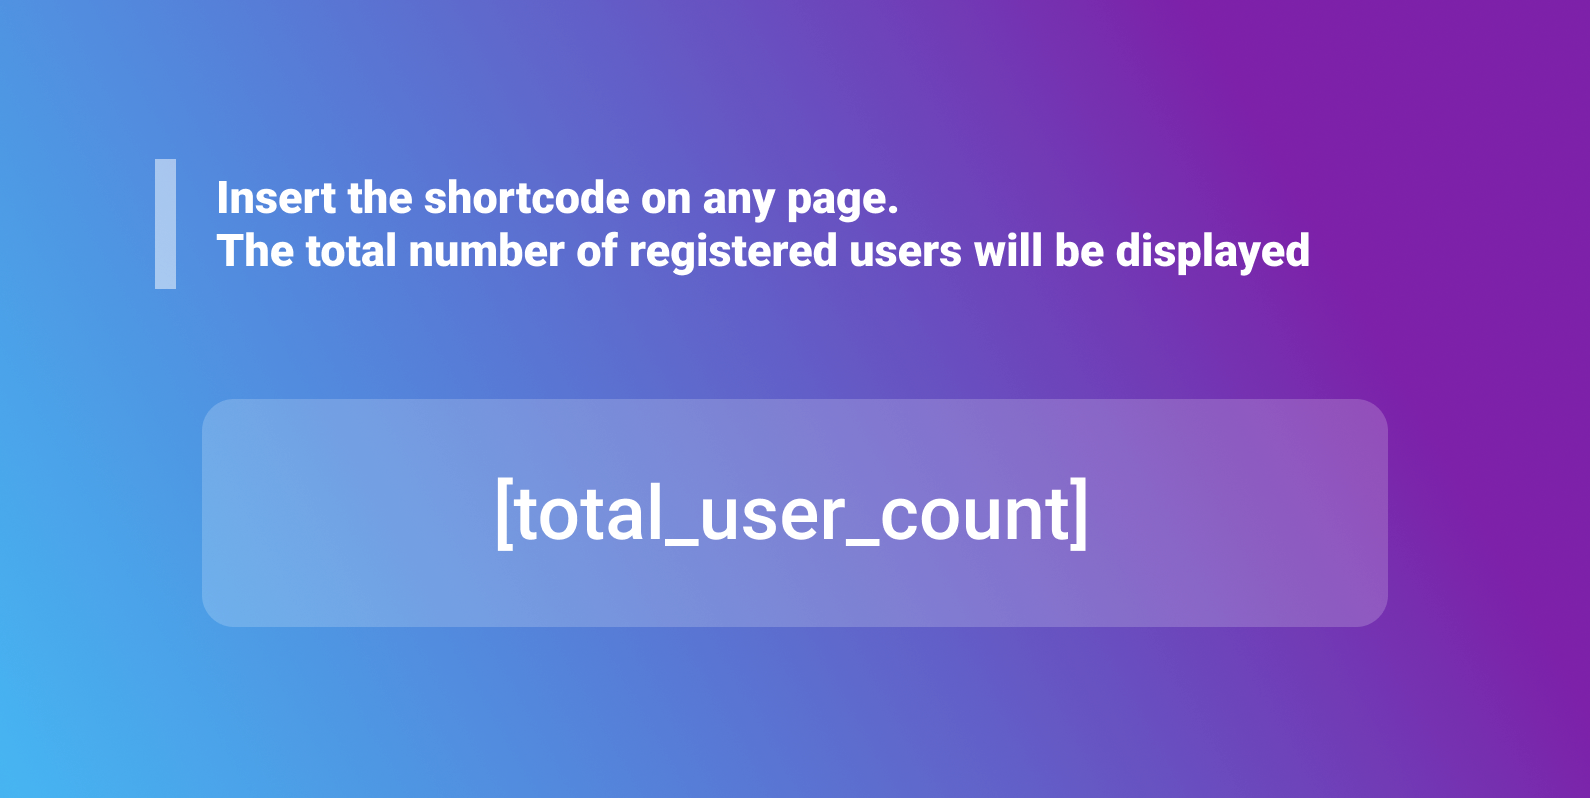 Insert the shortcode on any page.
The total number of registered users will be displayed
[total_user_count]